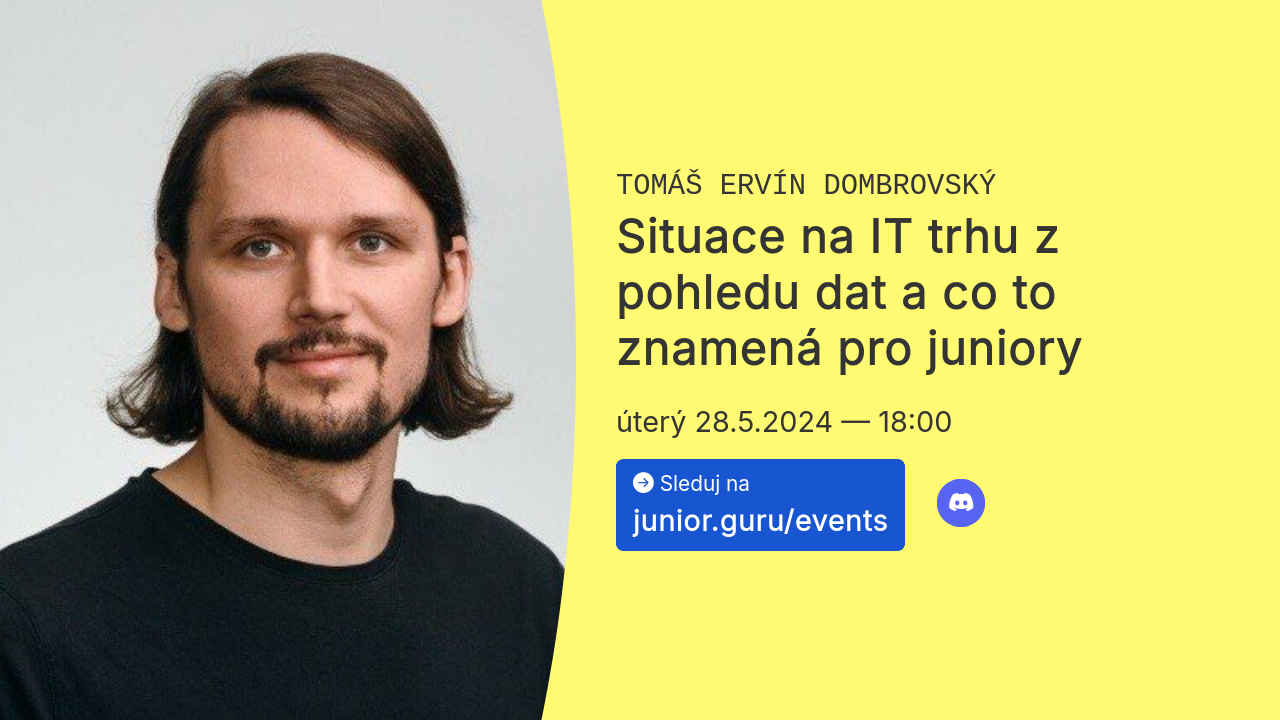 TOMÁŠ ERVÍN DOMBROVSKÝ
Situace na IT trhu z
pohledu dat a co to
znamená pro juniory
úterý 28.5.2024 — 18:00
Sleduj na
junior.guru/events